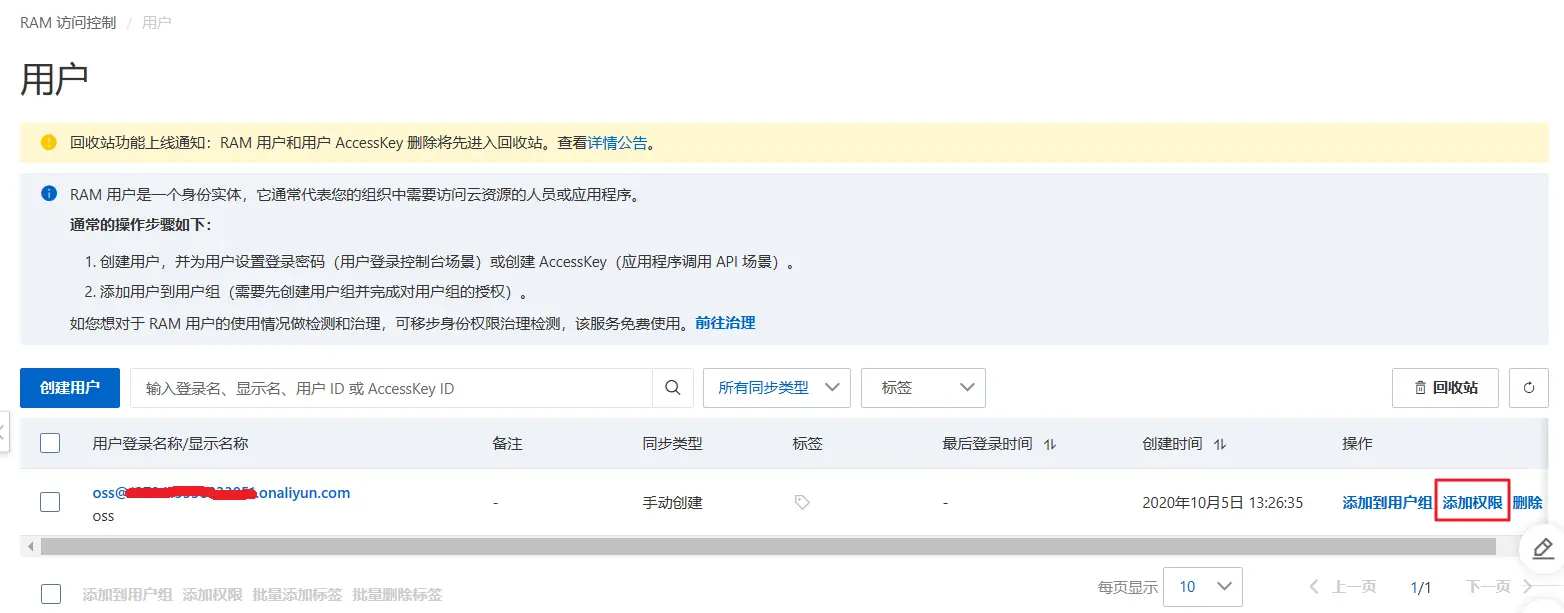 RAM 访问控制 / 用户
用户
回收站功能上线通知：RAM 用户和用户 AccessKey 删除将先进入回收站。查看详情公告。
RAM 用户是一个身份实体，它通常代表您的组织中需要访问云资源的人员或应用程序。
通常的操作步骤如下：
1. 创建用户，并为用户设置登录密码（用户登录控制台场景）或创建 AccessKey（应用程序调用 API 场景）。
2. 添加用户到用户组（需要先创建用户组并完成对用户组的授权）。
如您想对于 RAM 用户的使用情况做检测和治理，可移步身份权限治理检测，该服务免费使用。前往治理
创建用户 输入登录名、显示名、用户 ID 或 AccessKey ID 所有同步类型 标签 回收站
用户登录名称/显示名称 备注 同步类型 标签 最后登录时间 创建时间 操作
oss@ .onaliyun.com - 手动创建 - 2020年10月5日 13:26:35 添加到用户组 添加权限 删除
oss
添加到用户组 添加权限 批量添加标签 批量删除标签 每页显示 10 上一页 1/1 下一页